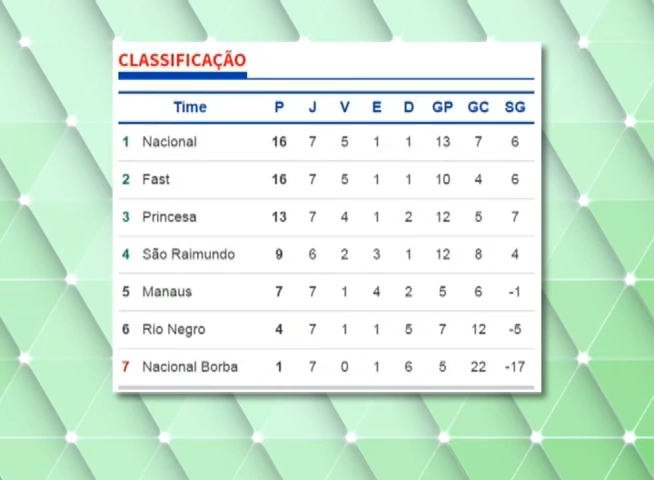 CLASSIFICAÇÃO
Time P J V E D GP GC SG
1 Nacional 16 7 5 1 1 13 7 6
2 Fast 16 7 5 1 1 10 4 6
3 Princesa 13 7 4 1 2 12 5 7
4 São Raimundo 9 6 2 3 1 12 8 4
5 Manaus 7 7 1 4 2 5 6 -1
6 Rio Negro 4 7 1 1 5 7 12 -5
7 Nacional Borba 1 7 0 1 6 5 22 -17